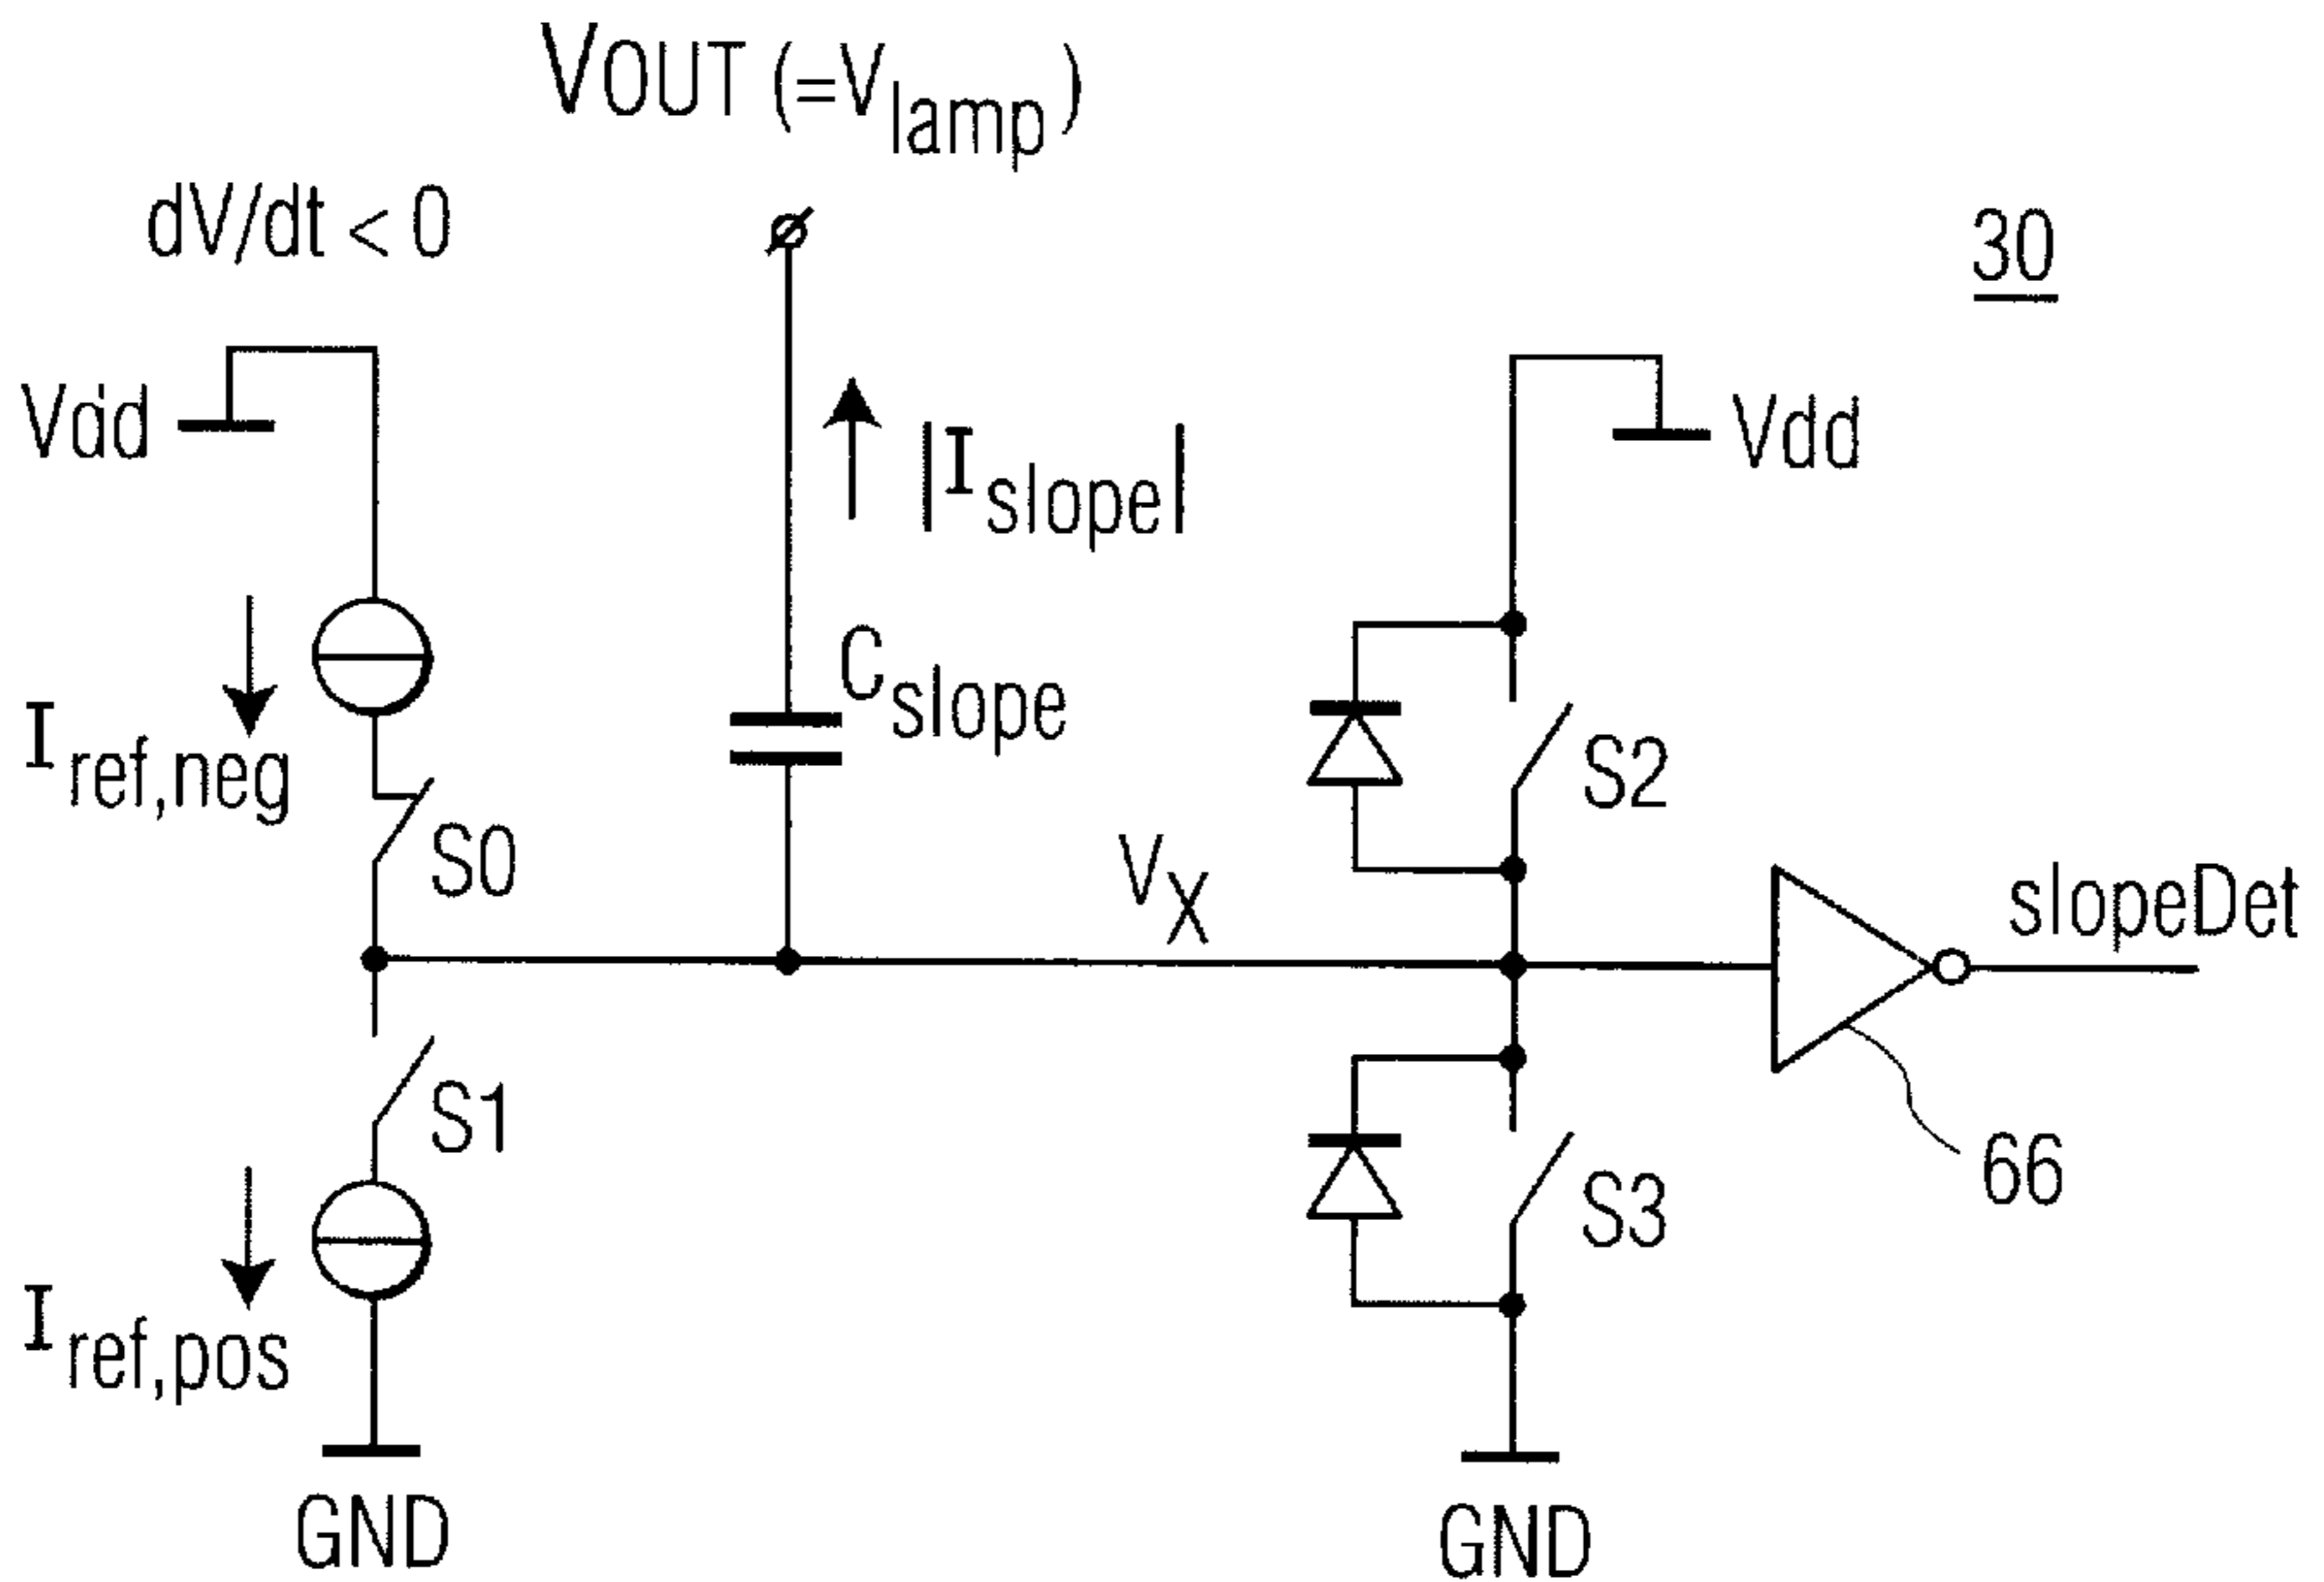 VOUT (=Vlamp)
dV/dt < 0
30
Vdd
|Islope|
Vdd
Cslope
Iref,neg
S0
S2
VX
slopeDet
S1
S3
66
Iref,pos
GND
GND